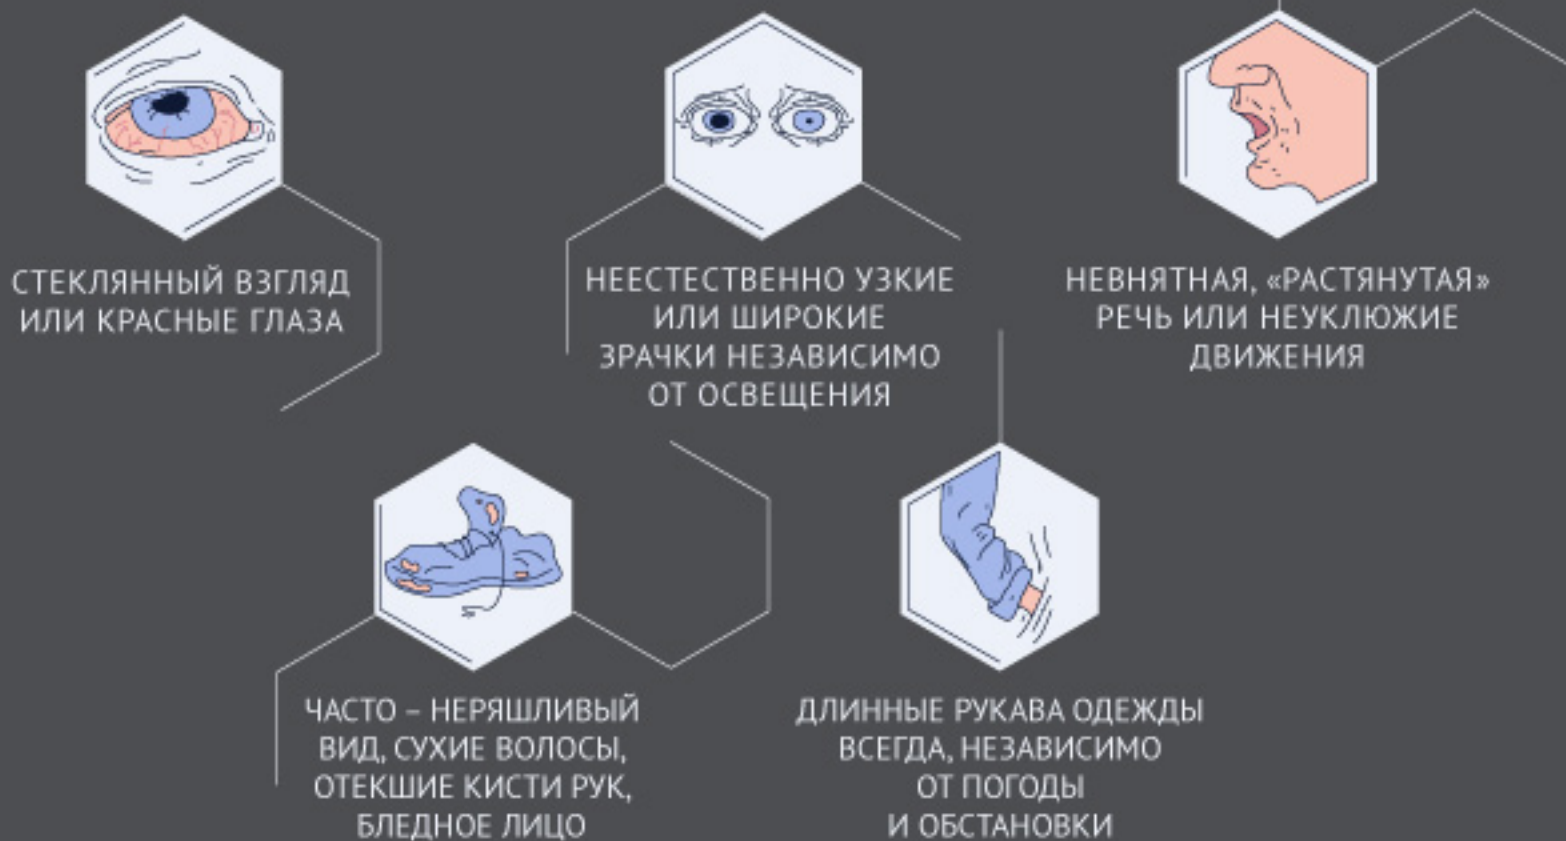 СТЕКЛЯННЫЙ ВЗГЛЯД
ИЛИ КРАСНЫЕ ГЛАЗА
НЕЕСТЕСТВЕННО УЗКИЕ
ИЛИ ШИРОКИЕ
ЗРАЧКИ НЕЗАВИСИМО
ОТ ОСВЕЩЕНИЯ
НЕВНЯТНАЯ, «РАСТЯНУТАЯ»
РЕЧЬ ИЛИ НЕУКЛЮЖИЕ
ДВИЖЕНИЯ
ЧАСТО – НЕРЯШЛИВЫЙ
ВИД, СУХИЕ ВОЛОСЫ,
ОТЕКШИЕ КИСТИ РУК,
БЛЕДНОЕ ЛИЦО
ДЛИННЫЕ РУКАВА ОДЕЖДЫ
ВСЕГДА, НЕЗАВИСИМО
ОТ ПОГОДЫ
И ОБСТАНОВКИ